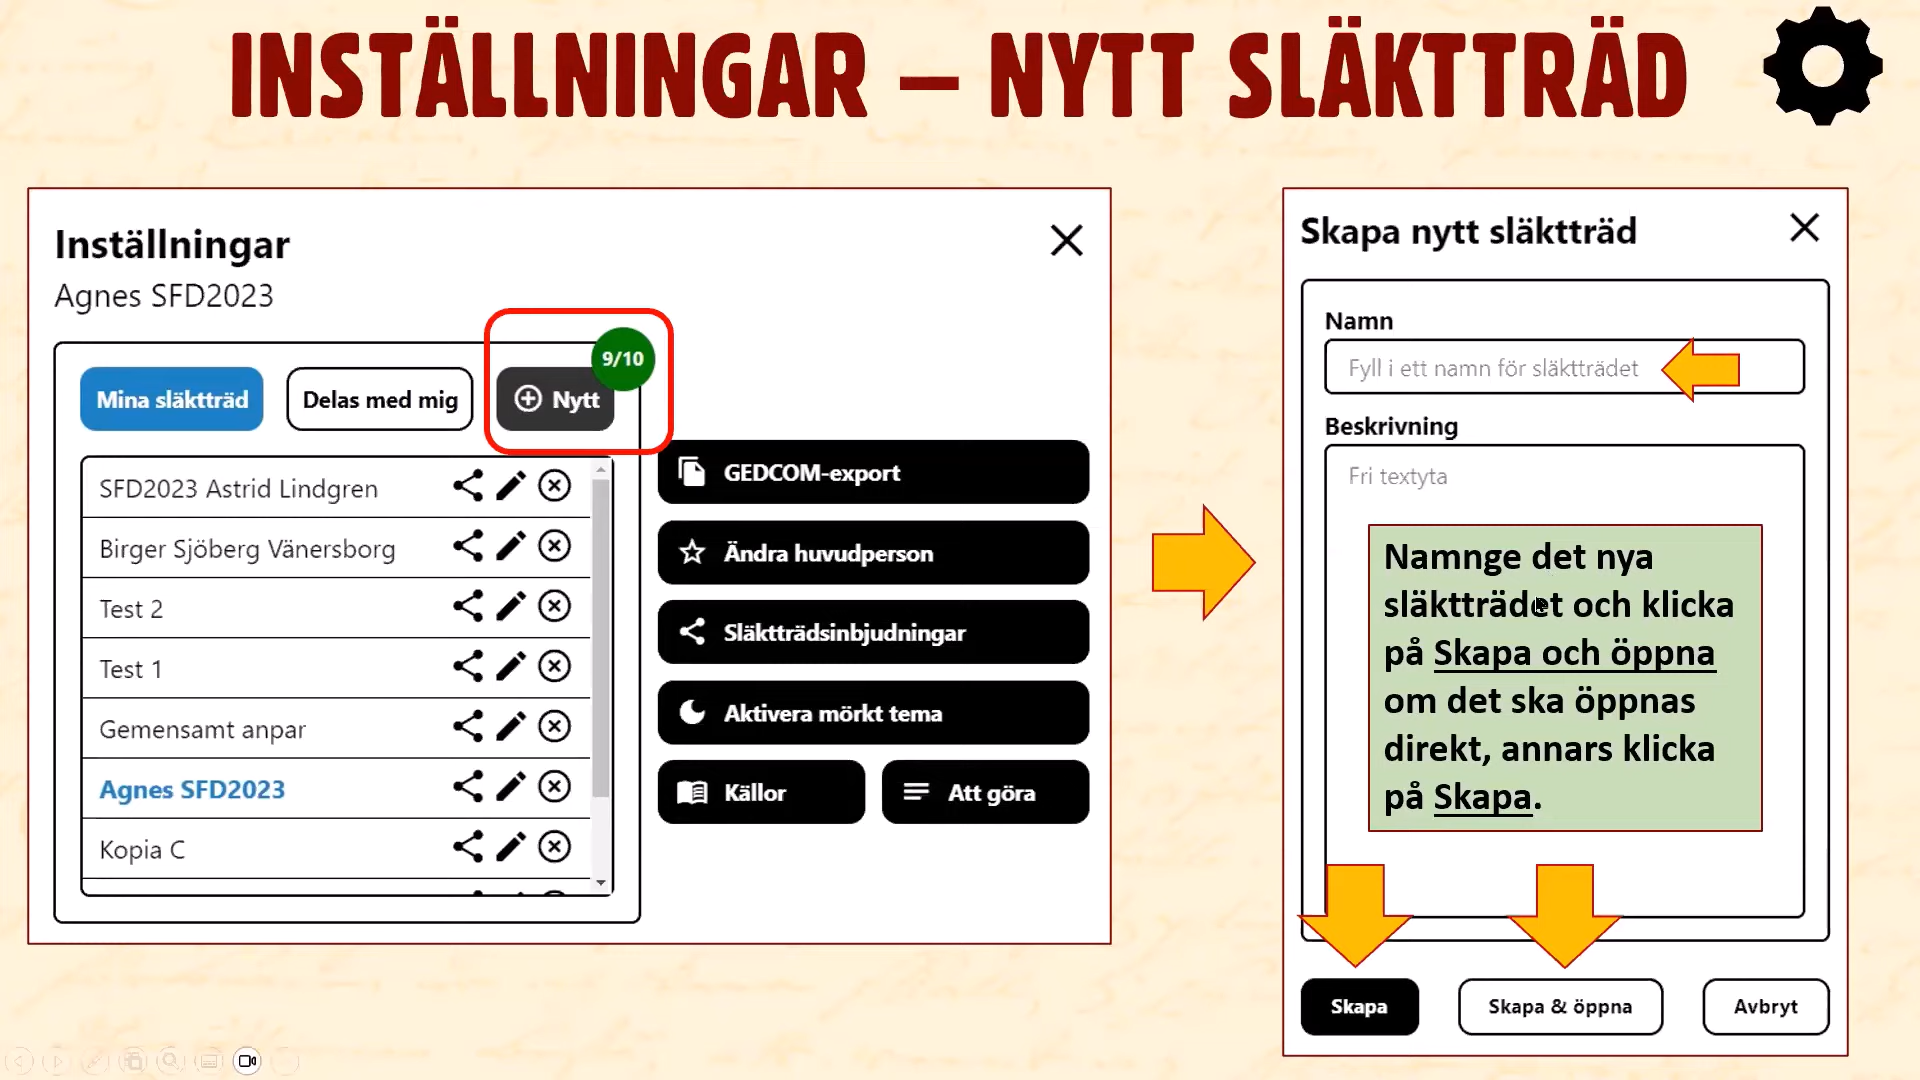 INSTÄLLNINGAR – NYTT SLÄKTTRÄD
Inställningar
Agnes SFD2023
Mina släktträd
Delas med mig
Nytt
9/10
SFD2023 Astrid Lindgren
Birger Sjöberg Vänersborg
Test 2
Test 1
Gemensamt anpar
Agnes SFD2023
Kopia C
GEDCOM-export
Ändra huvudperson
Släktträdsinbjudningar
Aktivera mörkt tema
Källor
Att göra
Skapa nytt släktträd
Namn
Fyll i ett namn för släktträdet
Beskrivning
Fri textyta
Namnge det nya
släktträdet och klicka
på Skapa och öppna
om det ska öppnas
direkt, annars klicka
på Skapa.
Skapa
Skapa & öppna
Avbryt